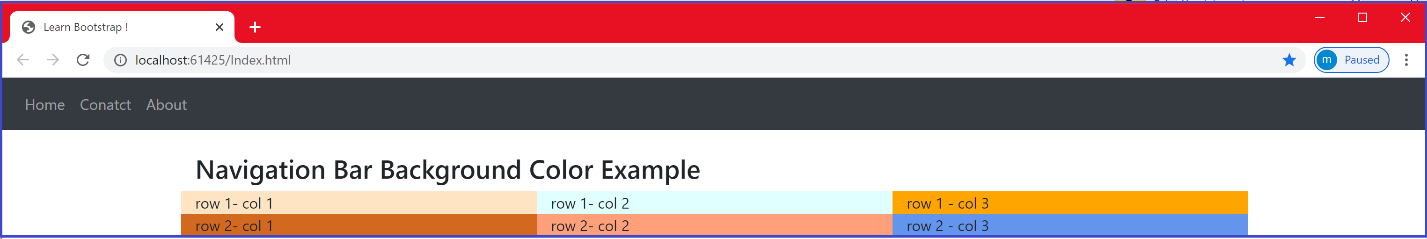 Learn Bootstrap !
localhost:61425/Index.html
m Paused
Home Conatct About
Navigation Bar Background Color Example
row 1- col 1 row 1- col 2 row 1 - col 3
row 2- col 1 row 2- col 2 row 2 - col 3